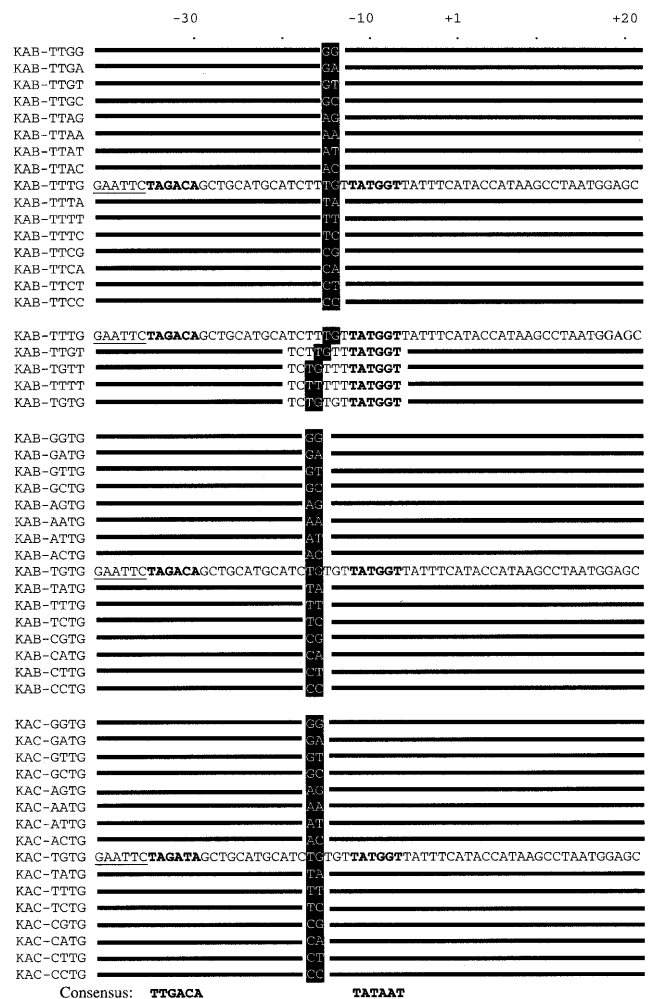 -30 -10 +1 +20
KAB-TTGG GG
KAB-TTGA GA
KAB-TTGT GT
KAB-TTGC GC
KAB-TTAG AG
KAB-TTAA AA
KAB-TTAT AT
KAB-TTAC AC
KAB-TTTG GAATTCTAGACAGCTGCATGCATCTTTGTTATGGTTATTTCATACCATAAGCCTAATGGAGC
KAB-TTTA TA
KAB-TTTT TT
KAB-TTTC TC
KAB-TTCG CG
KAB-TTCA CA
KAB-TTCT CT
KAB-TTCC CC
KAB-TTTG GAATTCTAGACAGCTGCATGCATCTTTGTTATGGTTATTTCATACCATAAGCCTAATGGAGC
KAB-TTGT TCTTGTTTATGGT
KAB-TGTT TCTGTTTTATGGT
KAB-TTTT TCTTTTTTATGGT
KAB-TGTG TCTGTGTTATGGT
KAB-GGTG GG
KAB-GATG GA
KAB-GTTG GT
KAB-GCTG GC
KAB-AGTG AG
KAB-AATG AA
KAB-ATTG AT
KAB-ACTG AC
KAB-TGTG GAATTCTAGACAGCTGCATGCATCTGTGTTATGGTTATTTCATACCATAAGCCTAATGGAGC
KAB-TATG TA
KAB-TTTG TT
KAB-TCTG TC
KAB-CGTG CG
KAB-CATG CA
KAB-CTTG CT
KAB-CCTG CC
KAC-GGTG GG
KAC-GATG GA
KAC-GTTG GT
KAC-GCTG GC
KAC-AGTG AG
KAC-AATG AA
KAC-ATTG AT
KAC-ACTG AC
KAC-TGTG GAATTCTAGATAGCTGCATGCATCTGTGTTATGGTTATTTCATACCATAAGCCTAATGGAGC
KAC-TATG TA
KAC-TTTG TT
KAC-TCTG TC
KAC-CGTG CG
KAC-CATG CA
KAC-CTTG CT
KAC-CCTG CC
Consensus: TTGACA TATAAT